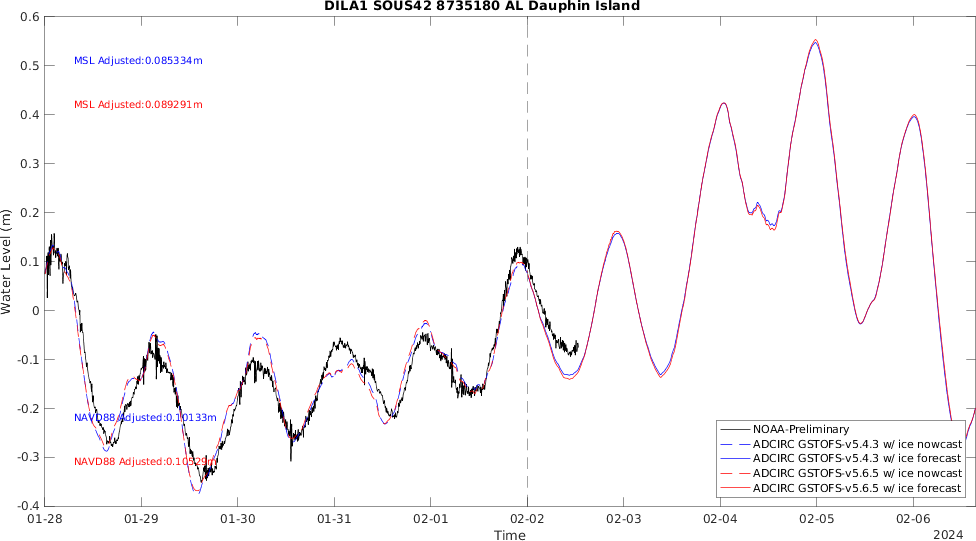 DILA1 SOUS42 8735180 AL Dauphin Island
0.6
0.5
0.4
0.3
0.2
0.1
0
-0.1
-0.2
-0.3
-0.4
Water Level (m)
MSL Adjusted:0.085334m
MSL Adjusted:0.089291m
NAVD88 Adjusted:0.10133m
NAVD88 Adjusted:0.10529m
NOAA-Preliminary
ADCIRC GSTOFS-v5.4.3 w/ ice nowcast
ADCIRC GSTOFS-v5.4.3 w/ ice forecast
ADCIRC GSTOFS-v5.6.5 w/ ice nowcast
ADCIRC GSTOFS-v5.6.5 w/ ice forecast
01-28 01-29 01-30 01-31 02-01 02-02 02-03 02-04 02-05 02-06
Time
2024